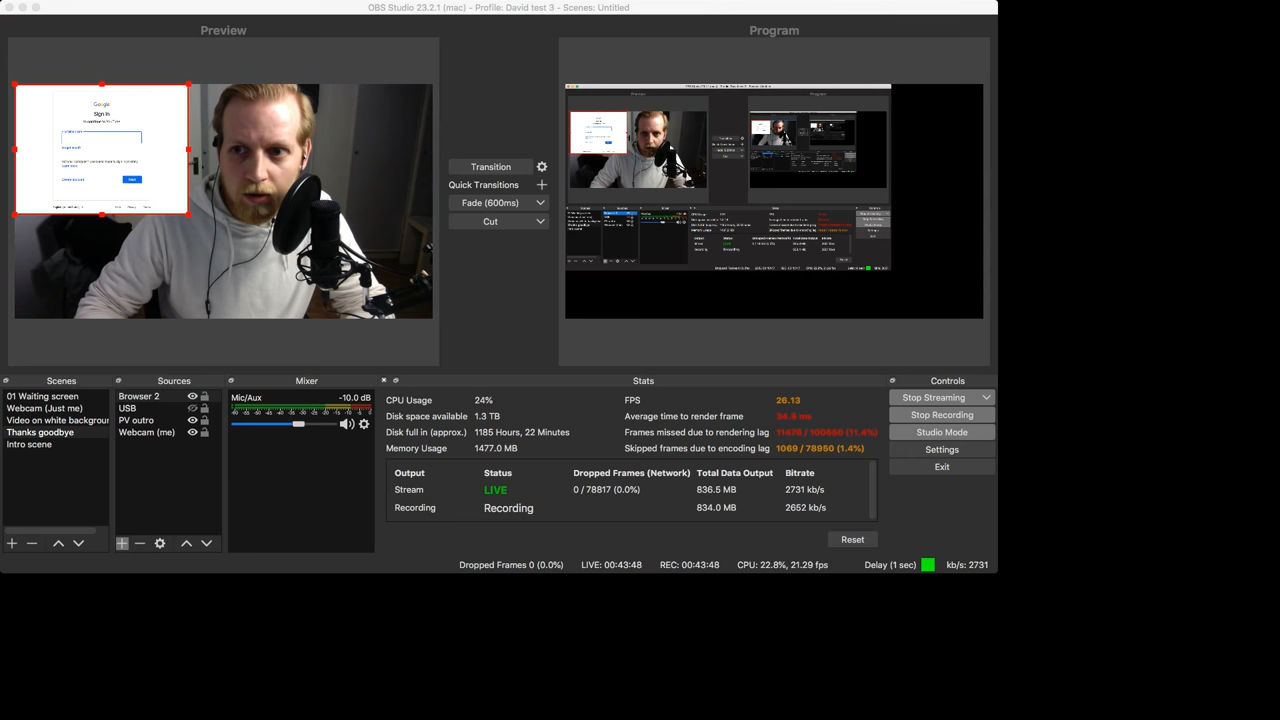 OBS Studio 23.2.1 (mac) - Profile: David test 3 - Scenes: Untitled
Preview
Program
Google
Sign in
Transition
Quick Transitions
Fade (600ms)
Cut
Scenes
01 Waiting screen
Webcam (Just me)
Video on white backgroun
Thanks goodbye
Intro scene
Sources
Browser 2
USB
PV outro
Webcam (me)
Mixer
Mic/Aux -10.0 dB
Stats
CPU Usage 24%
Disk space available 1.3 TB
Disk full in (approx.) 1185 Hours, 22 Minutes
Memory Usage 1477.0 MB
FPS 26.13
Average time to render frame 34.6 ms
Frames missed due to rendering lag
Skipped frames due to encoding lag 1069 / 78950 (1.4%)
Output Status Dropped Frames (Network) Total Data Output Bitrate
Stream LIVE 0 / 78817 (0.0%) 836.5 MB 2731 kb/s
Recording Recording 834.0 MB 2652 kb/s
Reset
Controls
Stop Streaming
Stop Recording
Studio Mode
Settings
Exit
Dropped Frames 0 (0.0%) LIVE: 00:43:48 REC: 00:43:48 CPU: 22.8%, 21.29 fps Delay (1 sec) kb/s: 2731